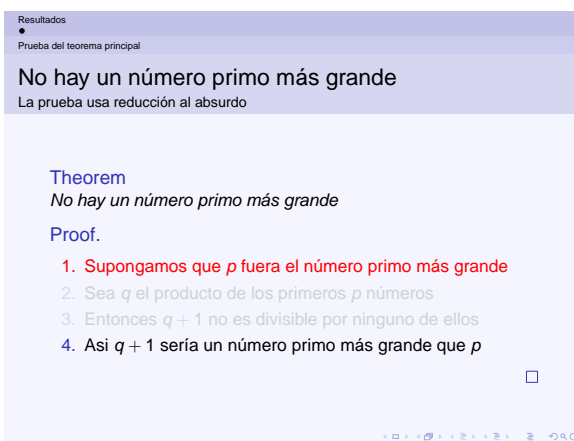 Resultados
Prueba del teorema principal
No hay un número primo más grande
La prueba usa reducción al absurdo
Theorem
No hay un número primo más grande
Proof.
1. Supongamos que p fuera el número primo más grande
2. Sea q el producto de los primeros p números
3. Entonces q + 1 no es divisible por ninguno de ellos
4. Asi q + 1 sería un número primo más grande que p